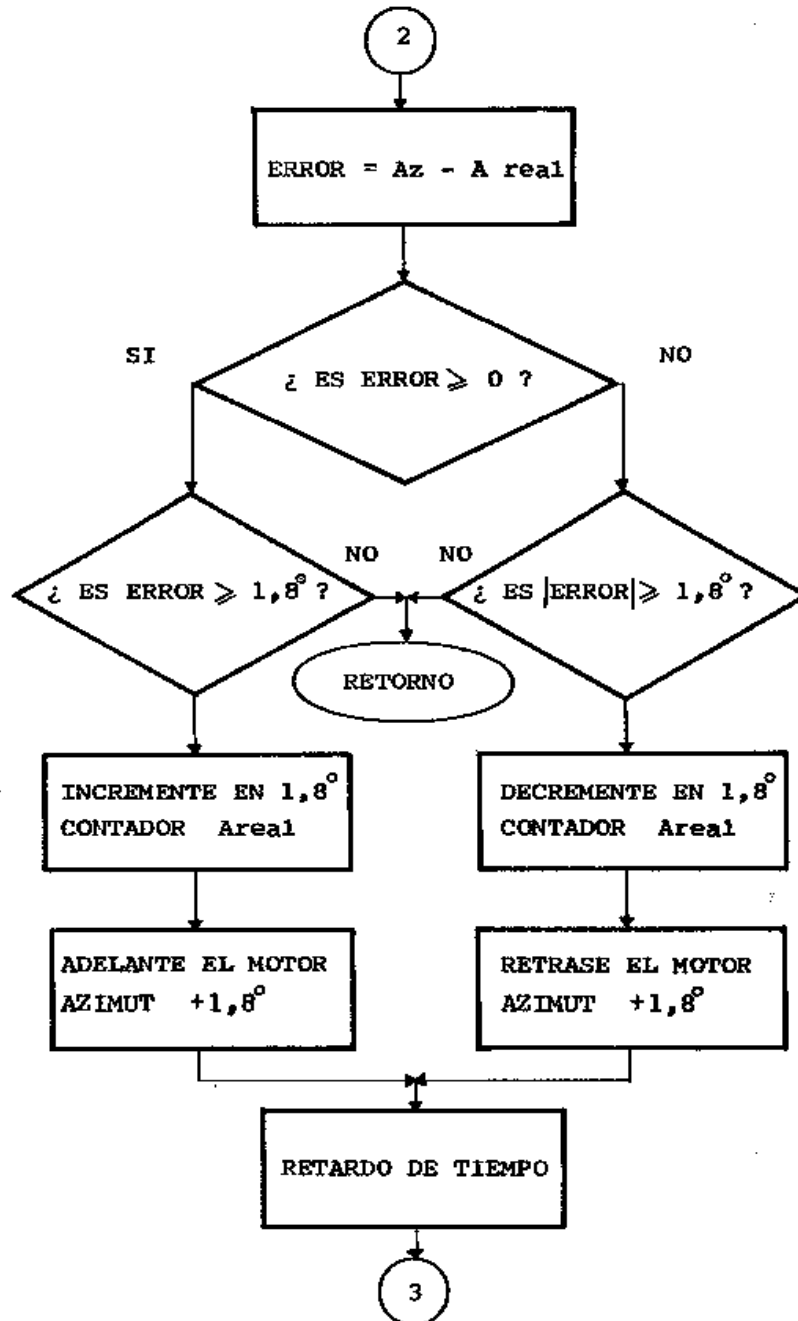 2
ERROR = Az - A real
SI
NO
¿ ES ERROR ⩾ 0 ?
NO
NO
¿ ES ERROR ⩾ 1,8° ?
¿ ES |ERROR| ⩾ 1,8° ?
RETORNO
INCREMENTE EN 1,8°
CONTADOR Areal
DECREMENTE EN 1,8°
CONTADOR Areal
ADELANTE EL MOTOR
AZIMUT +1,8°
RETRASE EL MOTOR
AZIMUT +1,8°
RETARDO DE TIEMPO
3